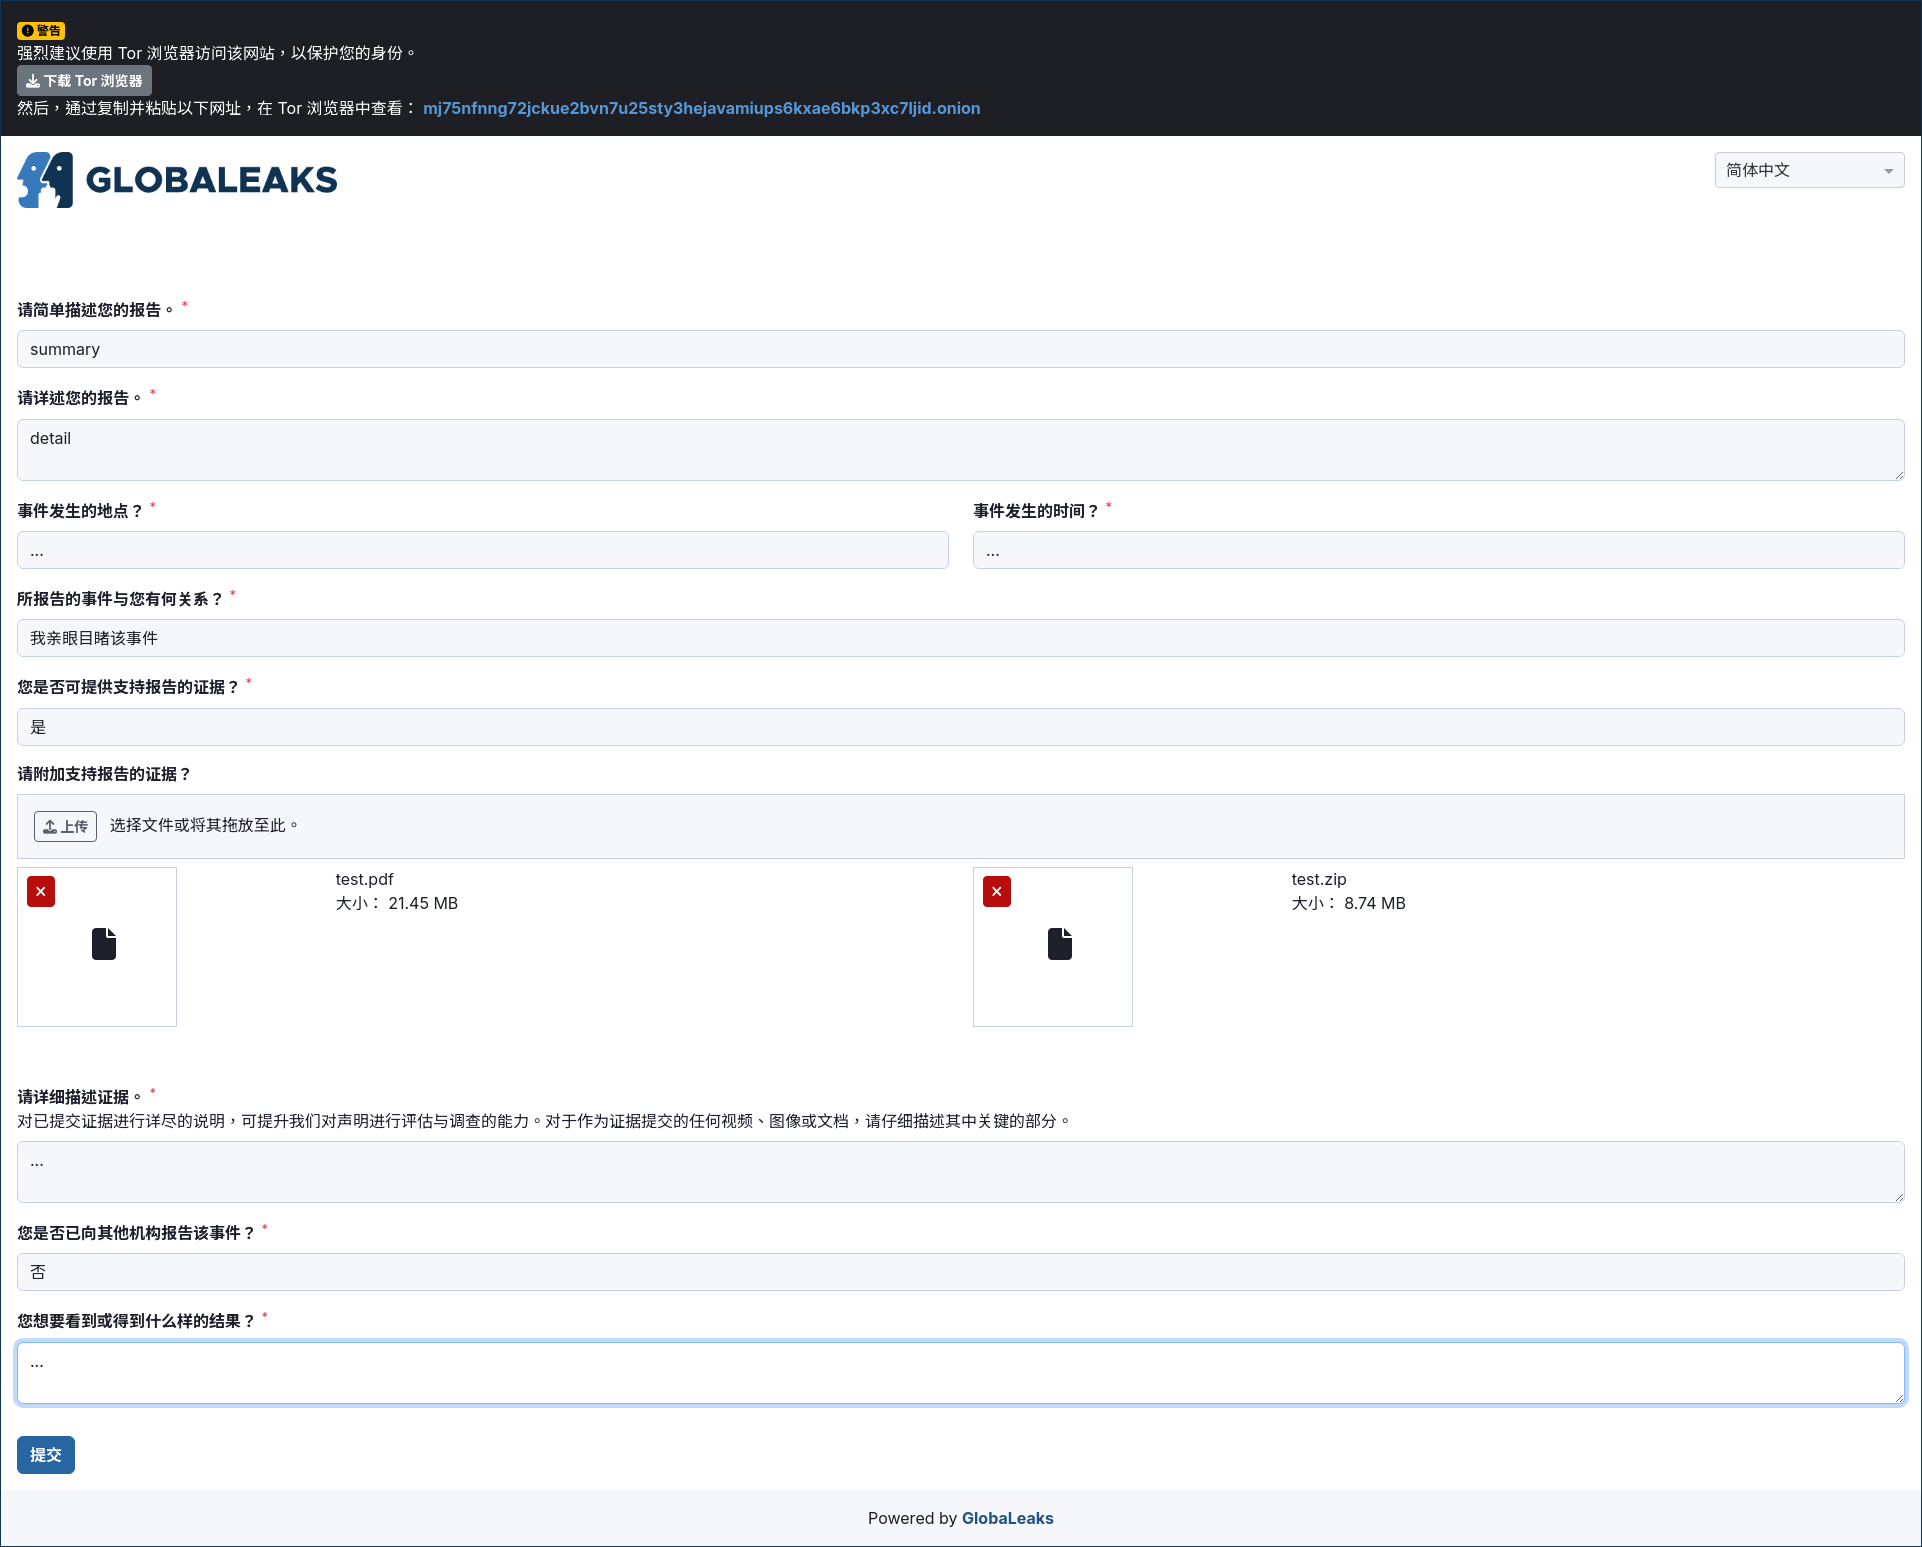 警告
强烈建议使用 Tor 浏览器访问该网站，以保护您的身份。
下载 Tor 浏览器
然后，通过复制并粘贴以下网址，在 Tor 浏览器中查看： mj75nfnng72jckue2bvn7u25sty3hejavamiups6kxae6bkp3xc7ljid.onion
GLOBALEAKS
简体中文
请简单描述您的报告。 *
summary
请详述您的报告。 *
detail
事件发生的地点？ *
...
事件发生的时间？ *
...
所报告的事件与您有何关系？ *
我亲眼目睹该事件
您是否可提供支持报告的证据？ *
是
请附加支持报告的证据？
上传 选择文件或将其拖放至此。
test.pdf
大小： 21.45 MB
test.zip
大小： 8.74 MB
请详细描述证据。 *
对已提交证据进行详尽的说明，可提升我们对声明进行评估与调查的能力。对于作为证据提交的任何视频、图像或文档，请仔细描述其中关键的部分。
...
您是否已向其他机构报告该事件？ *
否
您想要看到或得到什么样的结果？ *
...
提交
Powered by GlobaLeaks